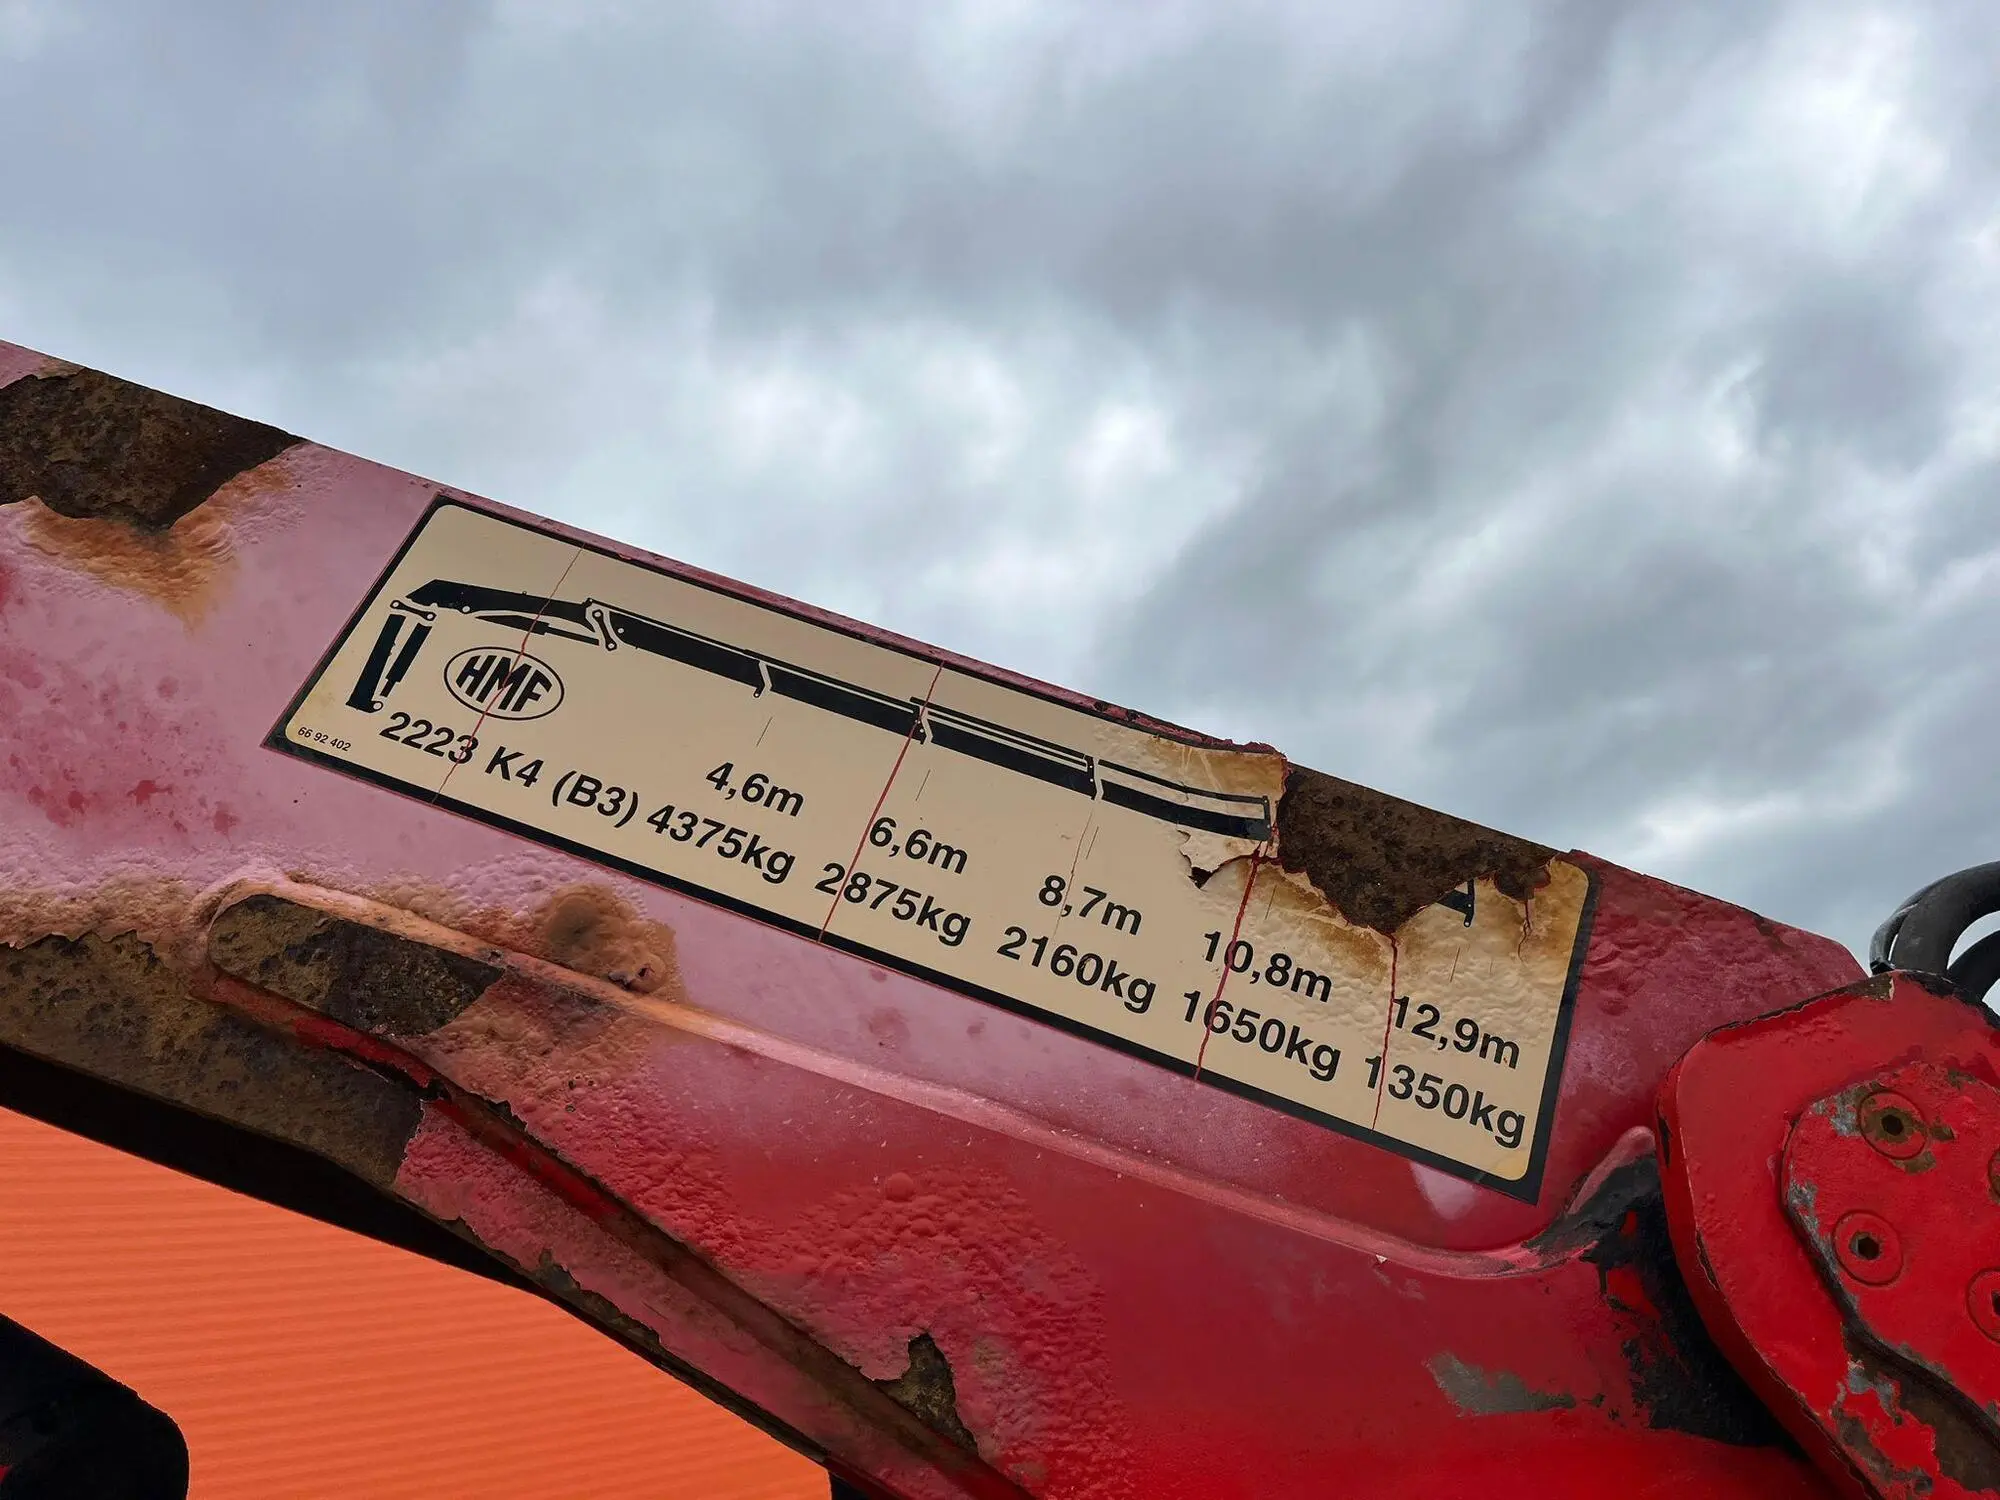 HMF
66 92 402
2223 K4 (B3)
4,6m 6,6m 8,7m 10,8m 12,9m
4375kg 2875kg 2160kg 1650kg 1350kg